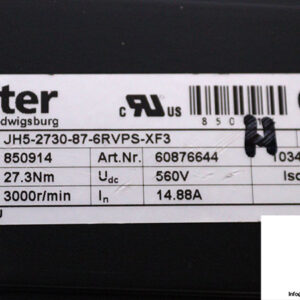 ter
dwigsburg
c RU US
850
JH5-2730-87-6RVPS-XF3
850914 Art.Nr. 60876644 1034
27.3Nm Udc 560V Iso
3000r/min In 14.88A